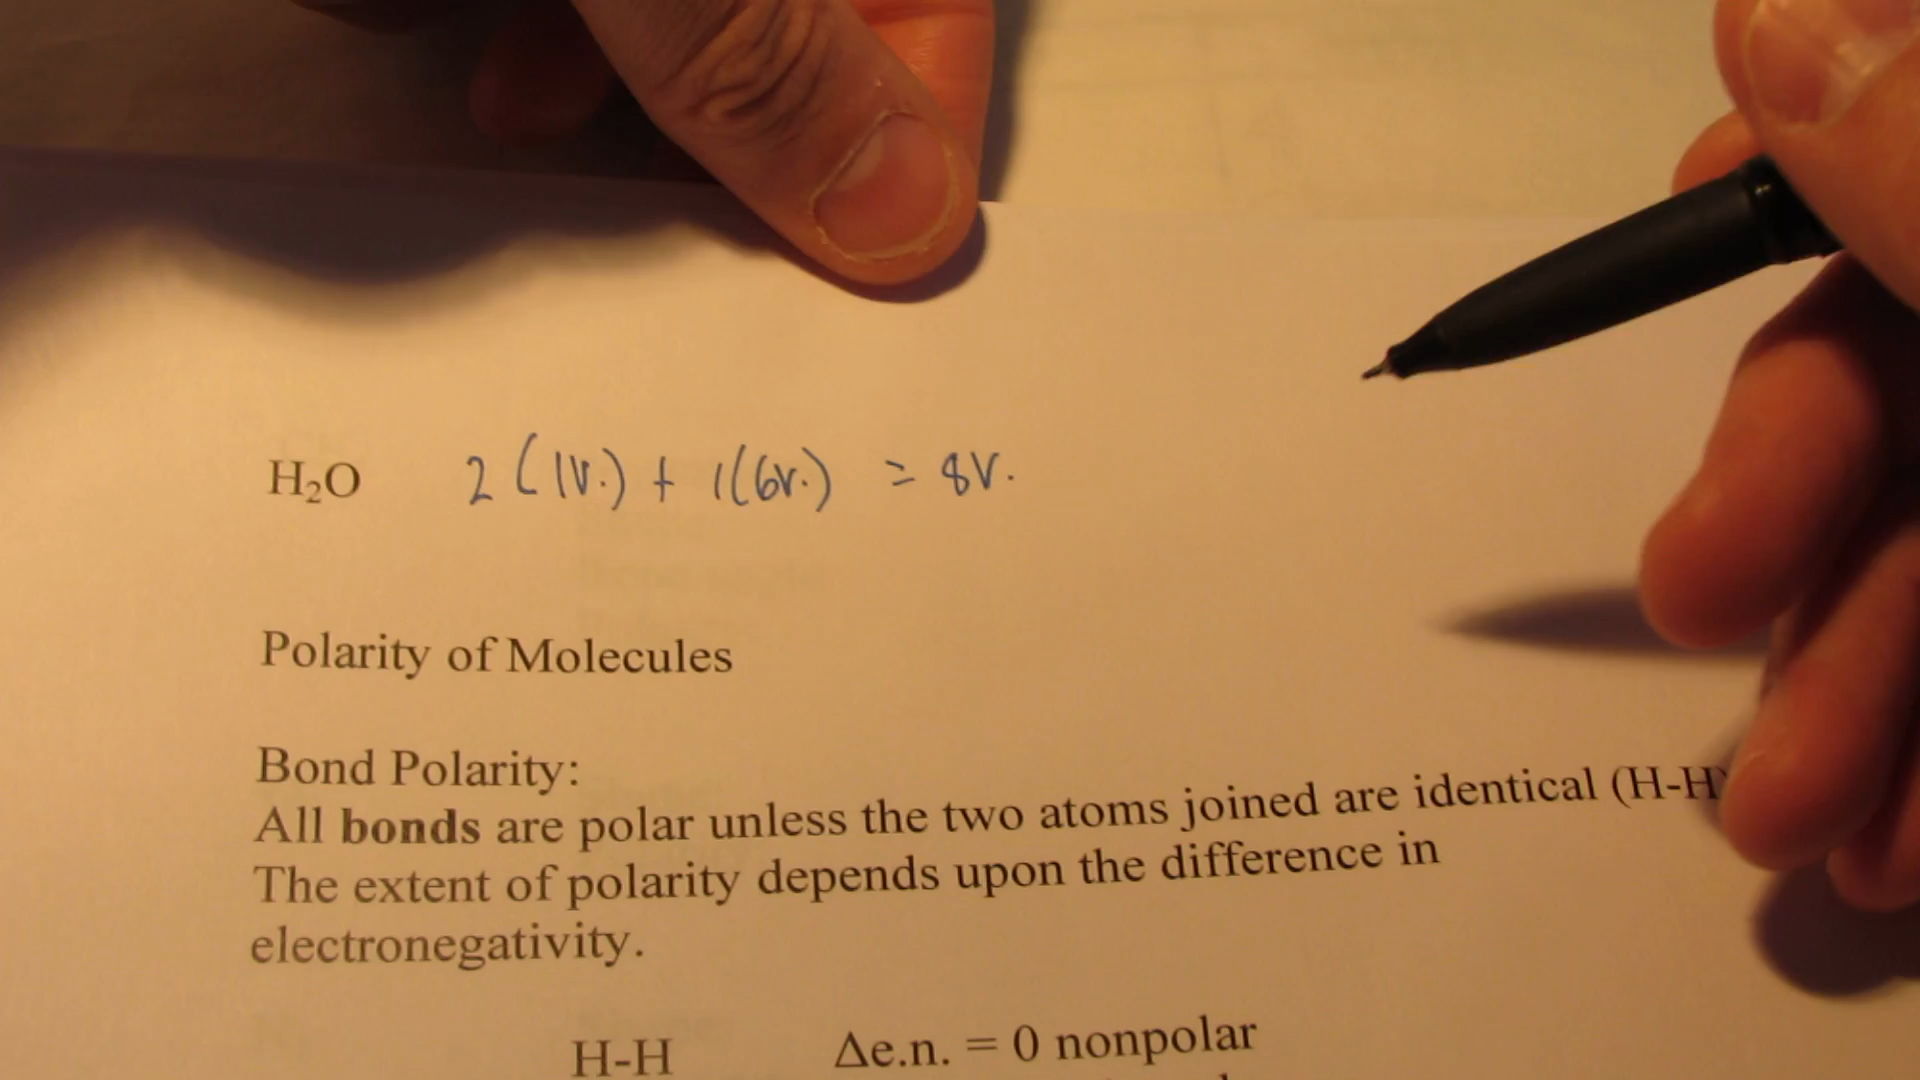 H₂O 2 (1v.) + 1(6v.) = 8v.
Polarity of Molecules
Bond Polarity:
All bonds are polar unless the two atoms joined are identical (H-H)
The extent of polarity depends upon the difference in
electronegativity.
H-H Δe.n. = 0 nonpolar